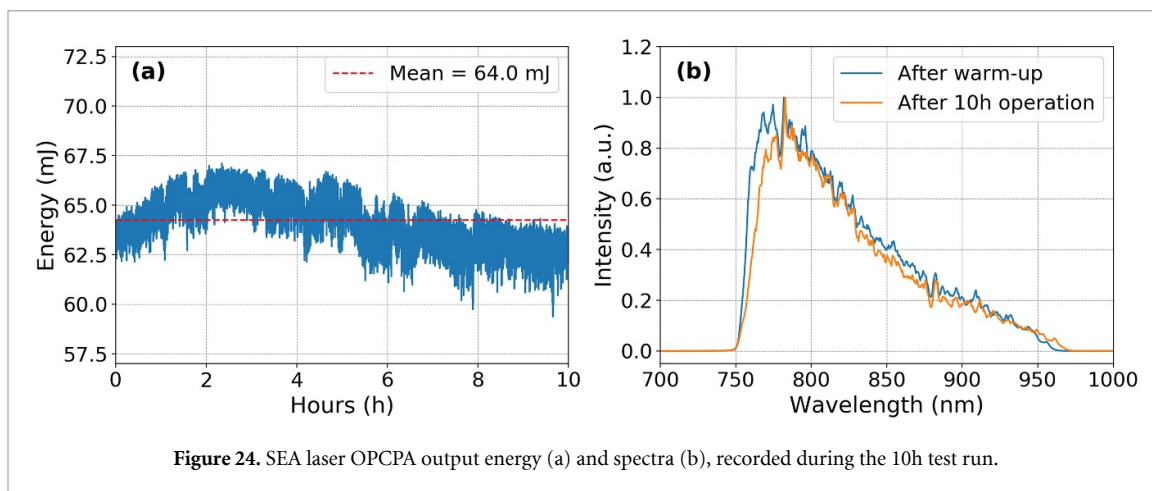 (a)
Mean = 64.0 mJ
Energy (mJ)
72.5
70.0
67.5
65.0
62.5
60.0
57.5
0 2 4 6 8 10
Hours (h)
(b)
After warm-up
After 10h operation
Intensity (a.u.)
1.2
1.0
0.8
0.6
0.4
0.2
0.0
700 750 800 850 900 950 1000
Wavelength (nm)
Figure 24. SEA laser OPCPA output energy (a) and spectra (b), recorded during the 10h test run.